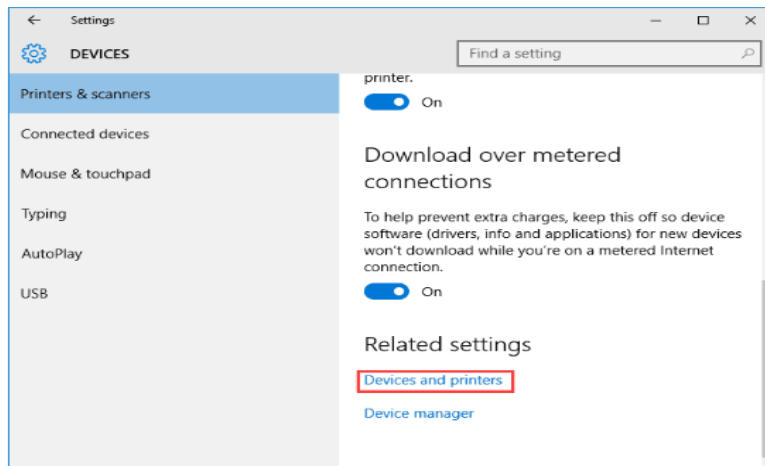 Settings
DEVICES
Find a setting
Printers & scanners
Connected devices
Mouse & touchpad
Typing
AutoPlay
USB
printer.
On
Download over metered
connections
To help prevent extra charges, keep this off so device
software (drivers, info and applications) for new devices
won't download while you're on a metered Internet
connection.
On
Related settings
Devices and printers
Device manager